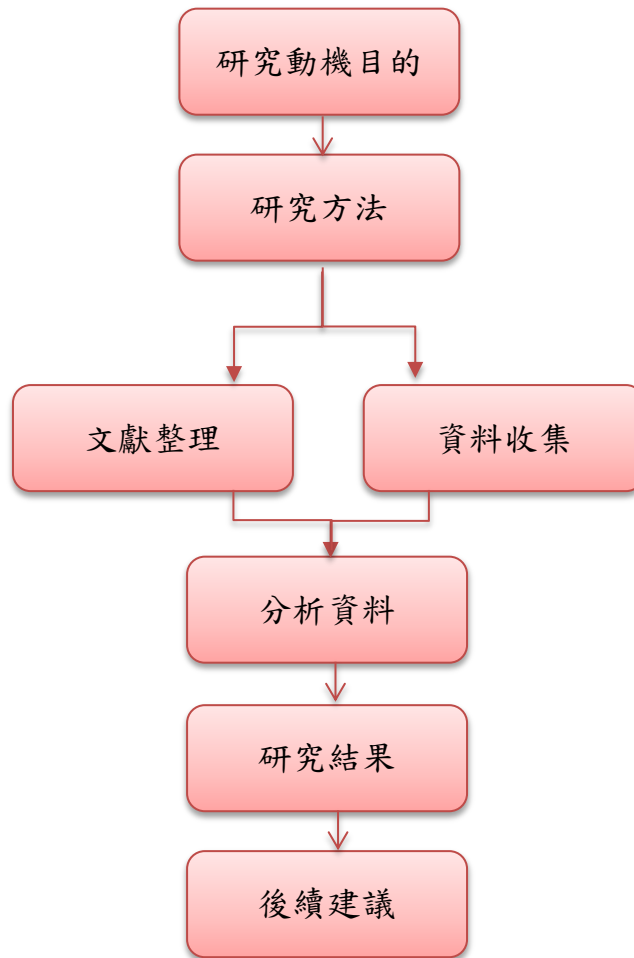 研究動機目的
研究方法
文獻整理
資料收集
分析資料
研究結果
後續建議